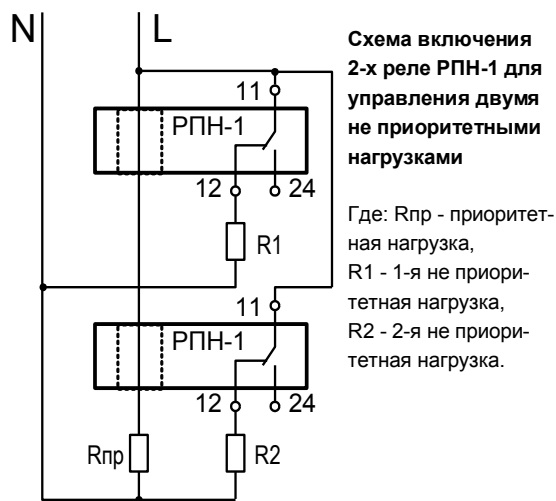 N
L
Схема включения
2-х реле РПН-1 для
управления двумя
не приоритетными
нагрузками
11
РПН-1
12
24
R1
Где: Rпр - приоритет-
ная нагрузка,
R1 - 1-я не приори-
тетная нагрузка,
R2 - 2-я не приори-
тетная нагрузка.
11
РПН-1
12
24
Rпр
R2